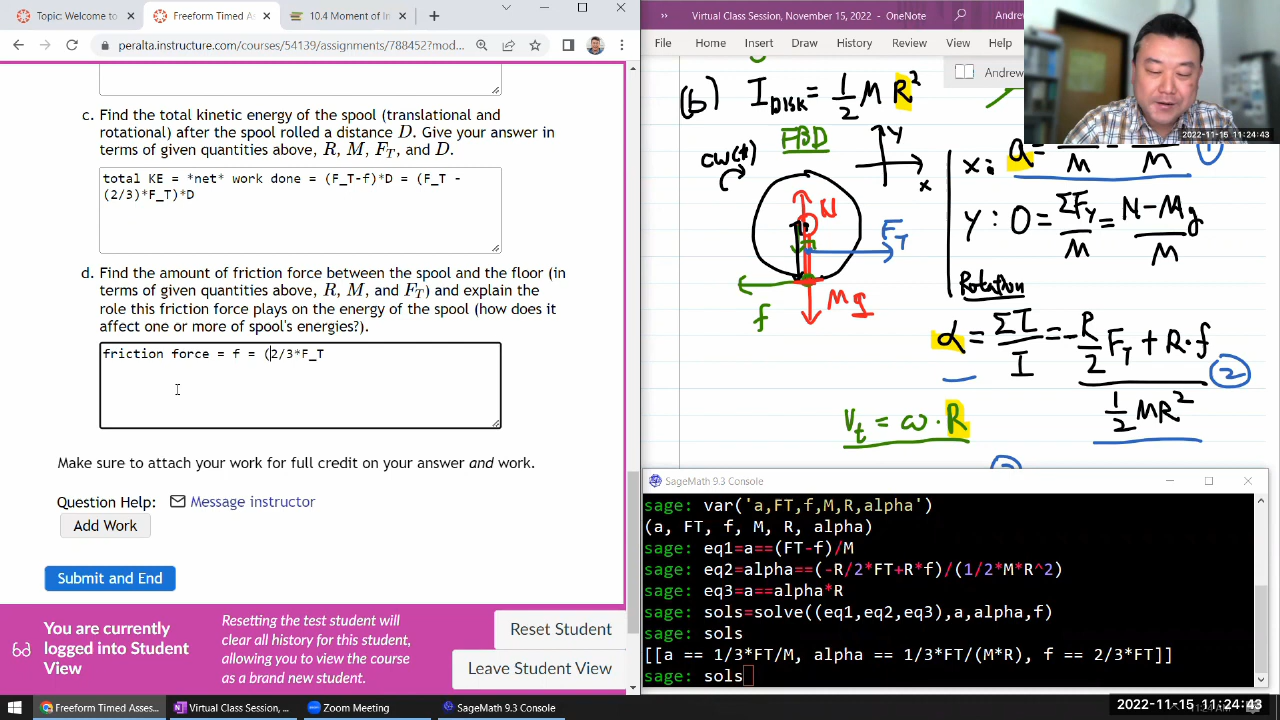 Topic: Welcome to
Freeform Timed As
10.4 Moment of In
peralta.instructure.com/courses/54139/assignments/788452?mod...
c. Find the total kinetic energy of the spool (translational and
rotational) after the spool rolled a distance D. Give your answer in
terms of given quantities above, R, M, F_T, and D.
total KE = *net* work done = (F_T-f)*D = (F_T -
(2/3)*F_T)*D
d. Find the amount of friction force between the spool and the floor (in
terms of given quantities above, R, M, and F_T) and explain the
role this friction force plays on the energy of the spool (how does it
affect one or more of spool's energies?).
friction force = f = (2/3*F_T
Make sure to attach your work for full credit on your answer and work.
Question Help: Message instructor
Add Work
Submit and End
You are currently
logged into Student
View
Resetting the test student will
clear all history for this student,
allowing you to view the course
as a brand new student.
Reset Student
Leave Student View
Virtual Class Session, November 15, 2022 - OneNote
Andrew
File Home Insert Draw History Review View Help
Andrew
(b) I_DISK = 1/2 M R²
FBD
CW(+)
Y
x
N
F_T
f
Mg
x: a =
M M
①
Y: 0 = ΣF_Y/M = N-Mg/M
Rotation
α = Στ/I = -R/2 F_T + R·f / 1/2 MR²
②
V_t = ω·R
2022-11-15 11:24:43
SageMath 9.3 Console
sage: var('a,FT,f,M,R,alpha')
(a, FT, f, M, R, alpha)
sage: eq1=a==(FT-f)/M
sage: eq2=alpha==(-R/2*FT+R*f)/(1/2*M*R^2)
sage: eq3=a==alpha*R
sage: sols=solve((eq1,eq2,eq3),a,alpha,f)
sage: sols
[[a == 1/3*FT/M, alpha == 1/3*FT/(M*R), f == 2/3*FT]]
sage: sols
Freeform Timed Asses...
Virtual Class Session, ...
Zoom Meeting
SageMath 9.3 Console
2022-11-15 11:24:43